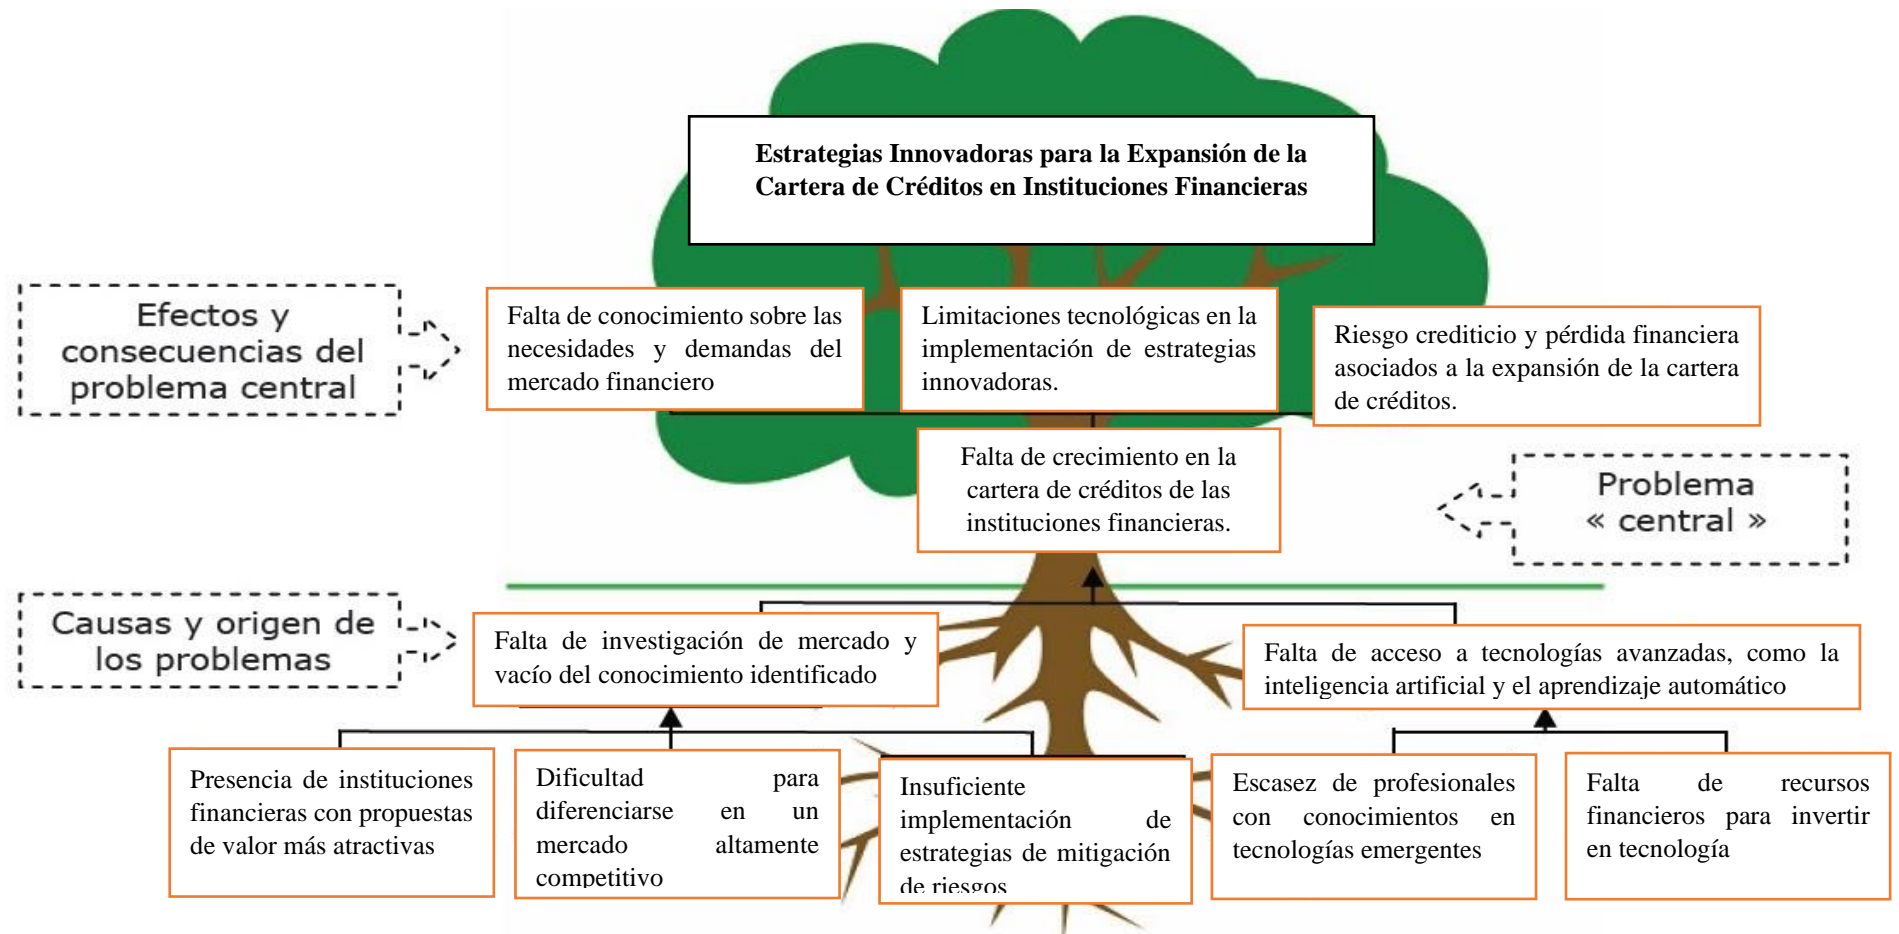 Estrategias Innovadoras para la Expansión de la
Cartera de Créditos en Instituciones Financieras
Efectos y
consecuencias del
problema central
Falta de conocimiento sobre las
necesidades y demandas del
mercado financiero
Limitaciones tecnológicas en la
implementación de estrategias
innovadoras.
Riesgo crediticio y pérdida financiera
asociados a la expansión de la cartera
de créditos.
Falta de crecimiento en la
cartera de créditos de las
instituciones financieras.
Problema
« central »
Causas y origen de
los problemas
Falta de investigación de mercado y
vacío del conocimiento identificado
Falta de acceso a tecnologías avanzadas, como la
inteligencia artificial y el aprendizaje automático
Presencia de instituciones
financieras con propuestas
de valor más atractivas
Dificultad para
diferenciarse en un
mercado altamente
competitivo
Insuficiente
implementación de
estrategias de mitigación
de riesgos
Escasez de profesionales
con conocimientos en
tecnologías emergentes
Falta de recursos
financieros para invertir
en tecnología